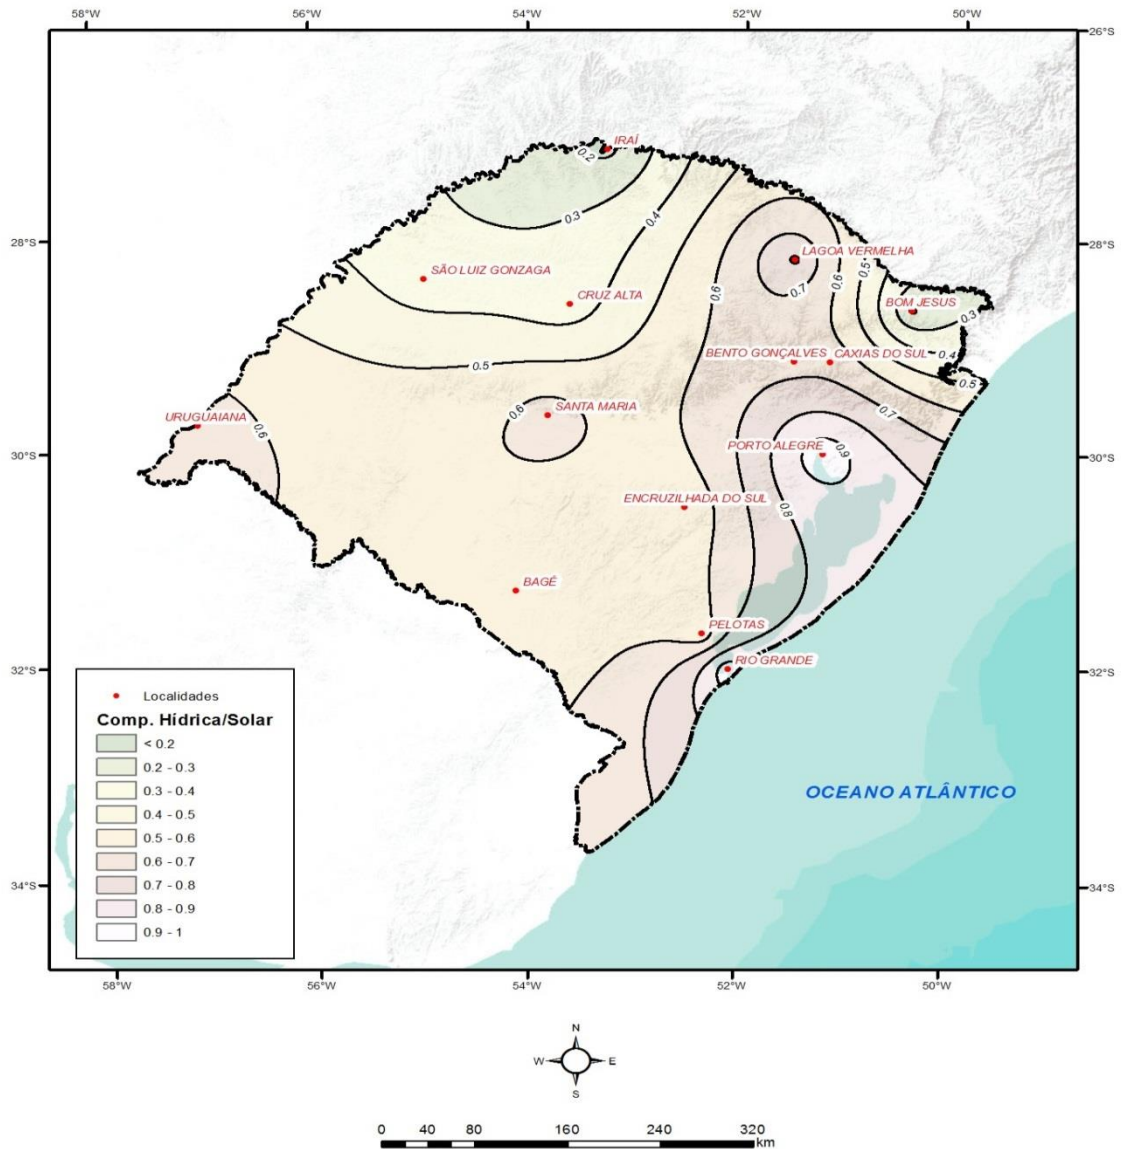 58°W 56°W 54°W 52°W 50°W
26°S
IRAÍ
0.2
0.3
0.4
28°S 28°S
LAGOA VERMELHA
0.5
0.6
SÃO LUIZ GONZAGA
0.7
CRUZ ALTA
0.6
BOM JESUS
0.3
BENTO GONÇALVES CAXIAS DO SUL
0.4
0.5
0.5
0.6
SANTA MARIA
0.7
URUGUAIANA
0.6
PORTO ALEGRE
0.9
30°S 30°S
ENCRUZILHADA DO SUL
0.8
BAGÉ
PELOTAS
RIO GRANDE
32°S 32°S
Localidades
Comp. Hídrica/Solar
< 0.2
0.2 - 0.3
0.3 - 0.4
0.4 - 0.5
0.5 - 0.6
0.6 - 0.7
0.7 - 0.8
0.8 - 0.9
0.9 - 1
OCEANO ATLÂNTICO
34°S 34°S
58°W 56°W 54°W 52°W 50°W
N
W E
S
0 40 80 160 240 320
km